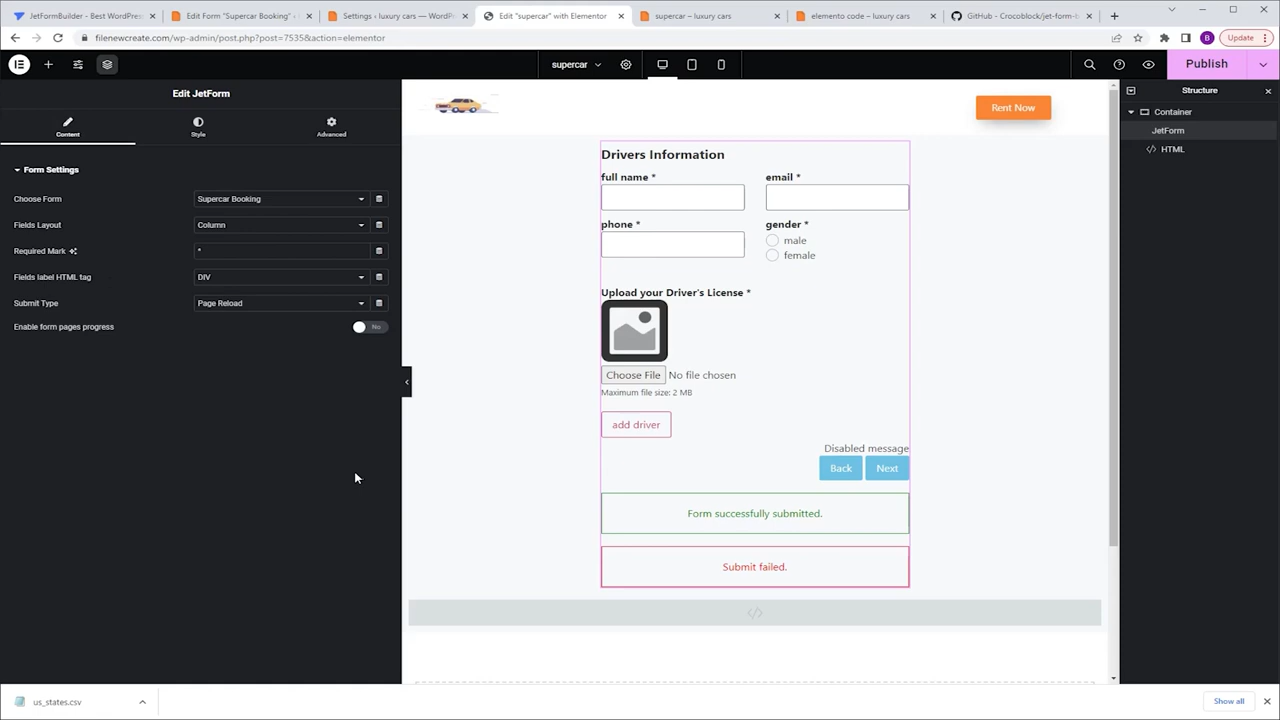 JetFormBuilder - Best WordPress
Edit Form "Supercar Booking" ‹
Settings ‹ luxury cars — WordP
Edit "supercar" with Elementor
supercar – luxury cars
elemento code – luxury cars
GitHub - Crocoblock/jet-form-b
filenewcreate.com/wp-admin/post.php?post=7535&action=elementor
B
Update
supercar
Publish
Edit JetForm
Content
Style
Advanced
Form Settings
Choose Form
Supercar Booking
Fields Layout
Column
Required Mark
*
Fields label HTML tag
DIV
Submit Type
Page Reload
Enable form pages progress
No
Rent Now
Drivers Information
full name *
email *
phone *
gender *
male
female
Upload your Driver's License *
Choose File No file chosen
Maximum file size: 2 MB
add driver
Disabled message
Back
Next
Form successfully submitted.
Submit failed.
Structure
Container
JetForm
HTML
us_states.csv
Show all